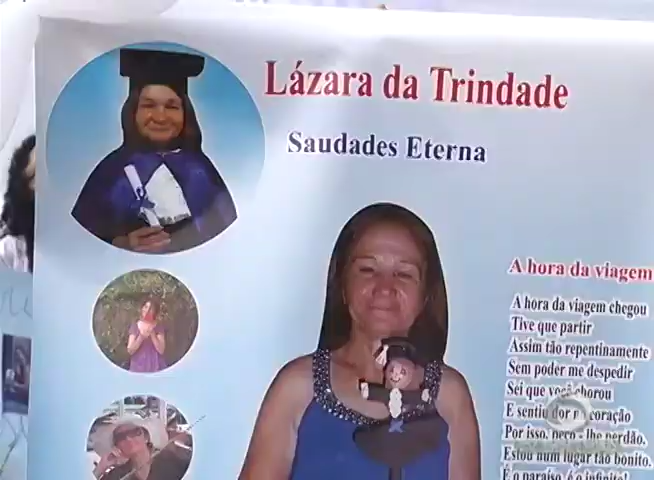 Lázara da Trindade
Saudades Eterna
A hora da viagem
A hora da viagem chegou
Tive que partir
Assim tão repentinamente
Sem poder me despedir
Sei que você chorou
E sentiu dor no coração
Por isso, peço - lhe perdão.
Estou num lugar tão bonito.
É o paraíso, é o infinito!